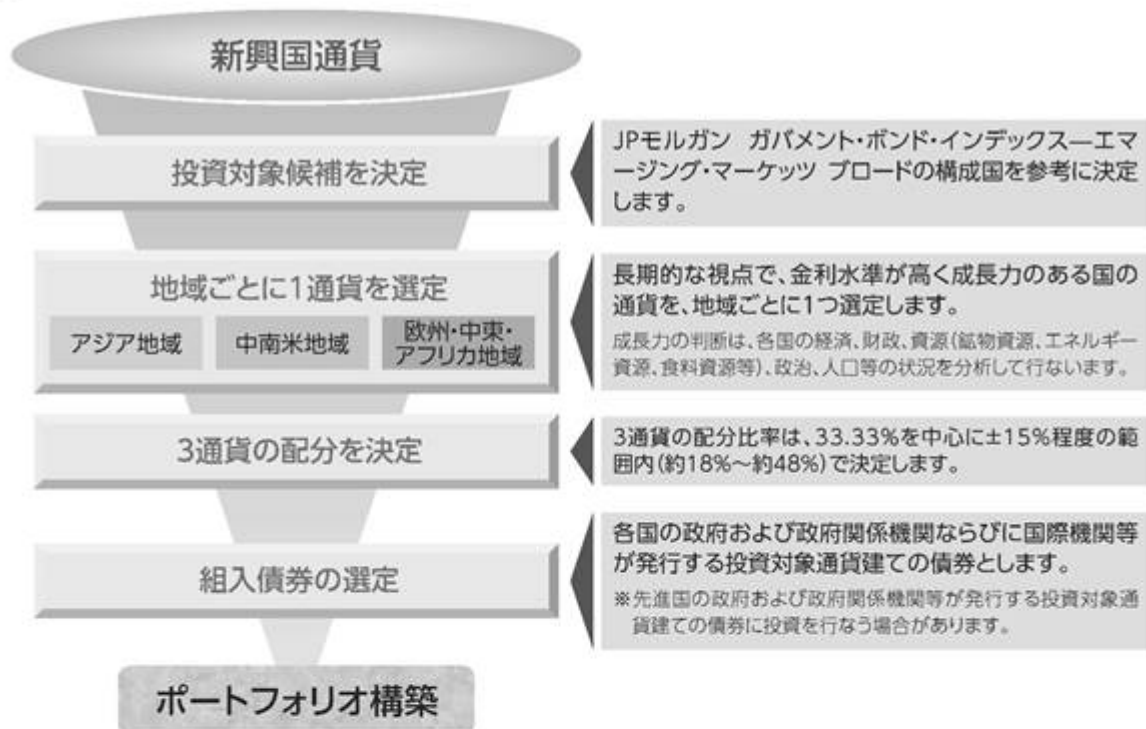 新興国通貨
投資対象候補を決定
JPモルガン ガバメント・ボンド・インデックス―エマ
ージング・マーケッツ ブロードの構成国を参考に決定
します。
地域ごとに1通貨を選定
アジア地域
中南米地域
欧州・中東・
アフリカ地域
長期的な視点で、金利水準が高く成長力のある国の
通貨を、地域ごとに1つ選定します。
成長力の判断は、各国の経済、財政、資源(鉱物資源、エネルギー
資源、食料資源等)、政治、人口等の状況を分析して行ないます。
3通貨の配分を決定
3通貨の配分比率は、33.33%を中心に±15%程度の範
囲内(約18%～約48%)で決定します。
組入債券の選定
各国の政府および政府関係機関ならびに国際機関等
が発行する投資対象通貨建ての債券とします。
※先進国の政府および政府関係機関等が発行する投資対象通
貨建ての債券に投資を行なう場合があります。
ポートフォリオ構築